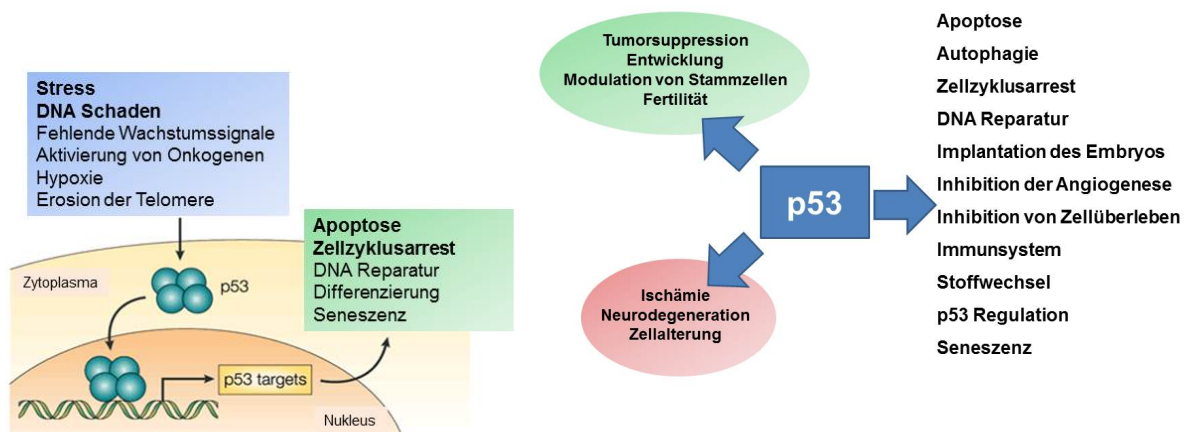 Stress
DNA Schaden
Fehlende Wachstumssignale
Aktivierung von Onkogenen
Hypoxie
Erosion der Telomere
Apoptose
Zellzyklusarrest
DNA Reparatur
Differenzierung
Seneszenz
Zytoplasma
p53
p53 targets
Nukleus
Tumorsuppression
Entwicklung
Modulation von Stammzellen
Fertilität
p53
Ischämie
Neurodegeneration
Zellalterung
Apoptose
Autophagie
Zellzyklusarrest
DNA Reparatur
Implantation des Embryos
Inhibition der Angiogenese
Inhibition von Zellüberleben
Immunsystem
Stoffwechsel
p53 Regulation
Seneszenz